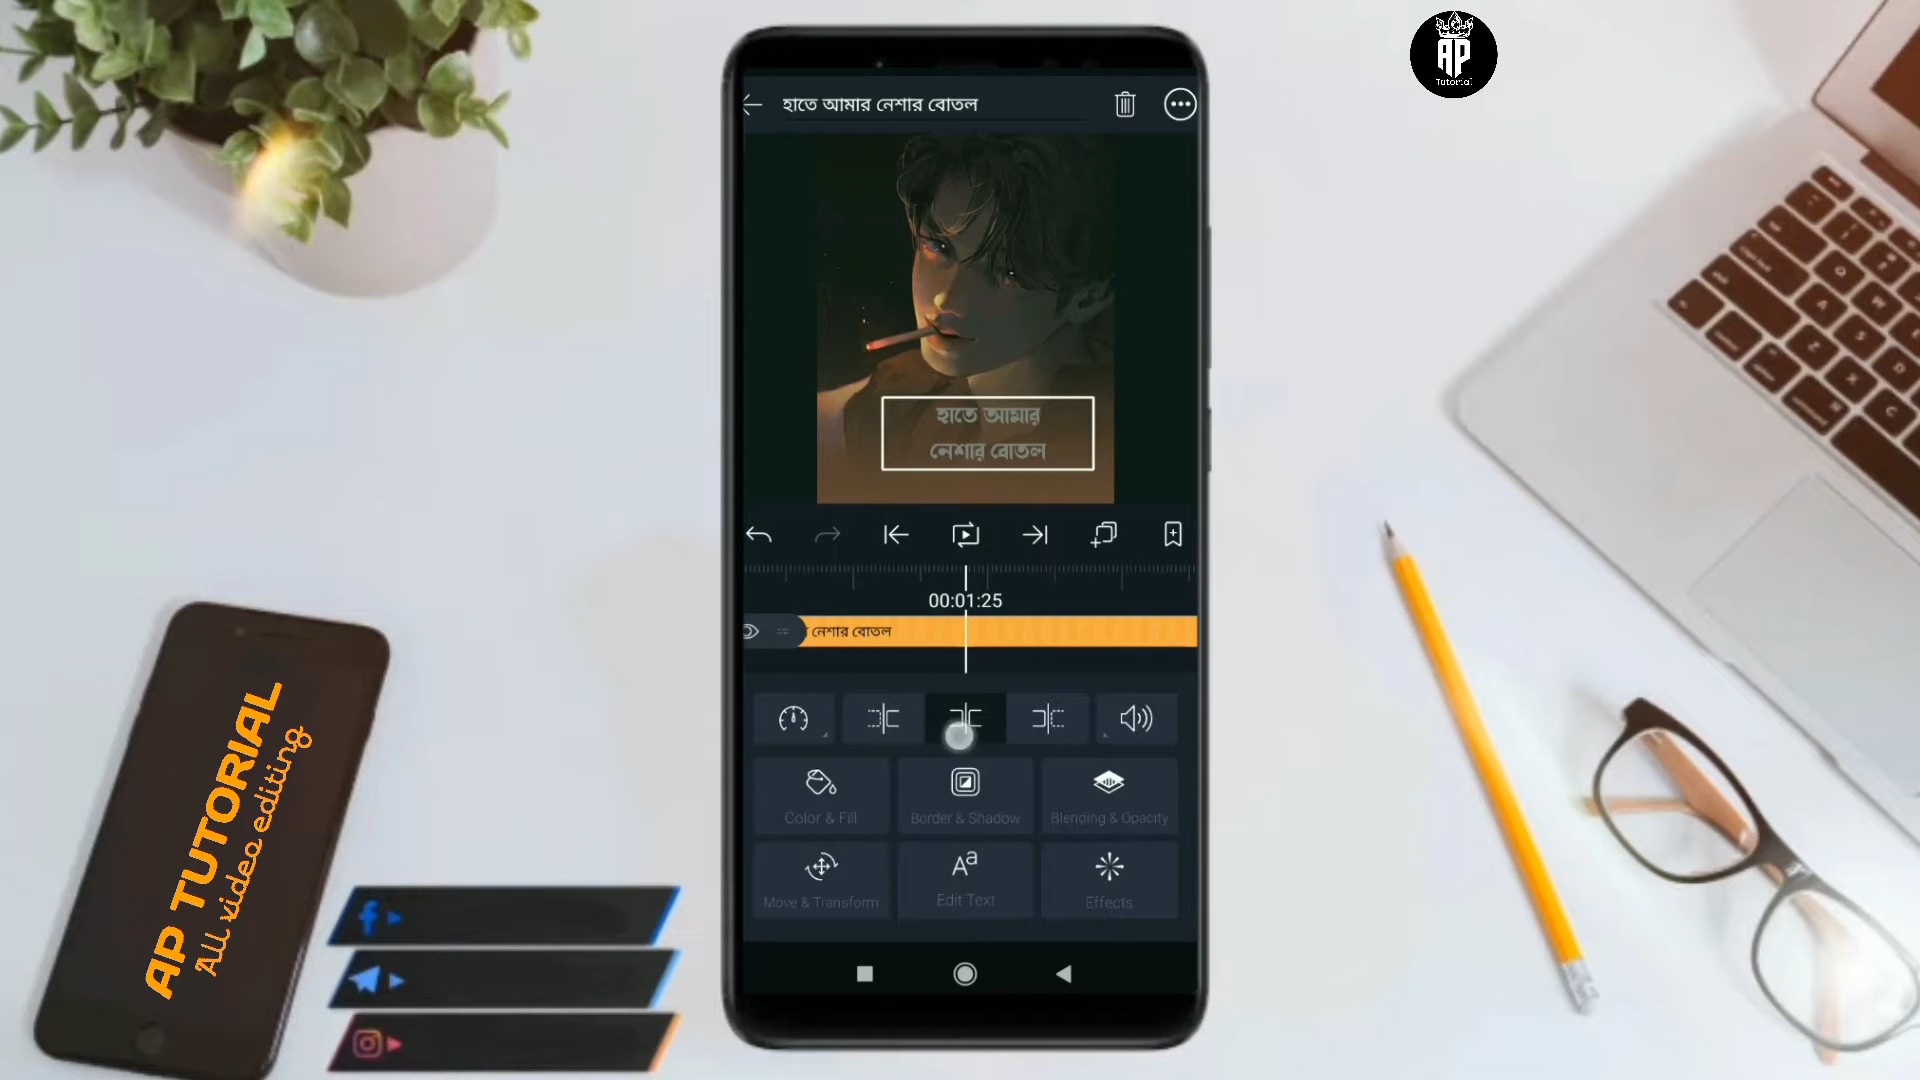 AP
Tutorial
হাতে আমার নেশার বোতল
হাতে আমার
নেশার বোতল
00:01:25
নেশার বোতল
Color & Fill
Border & Shadow
Blending & Opacity
Move & Transform
Edit Text
Effects
AP TUTORIAL
All video editing